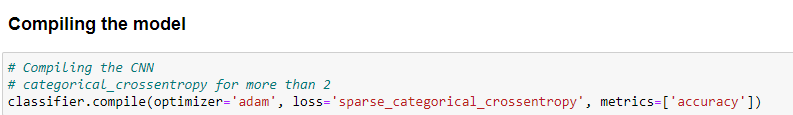 Compiling the model
# Compiling the CNN
# categorical_crossentropy for more than 2
classifier.compile(optimizer='adam', loss='sparse_categorical_crossentropy', metrics=['accuracy'])